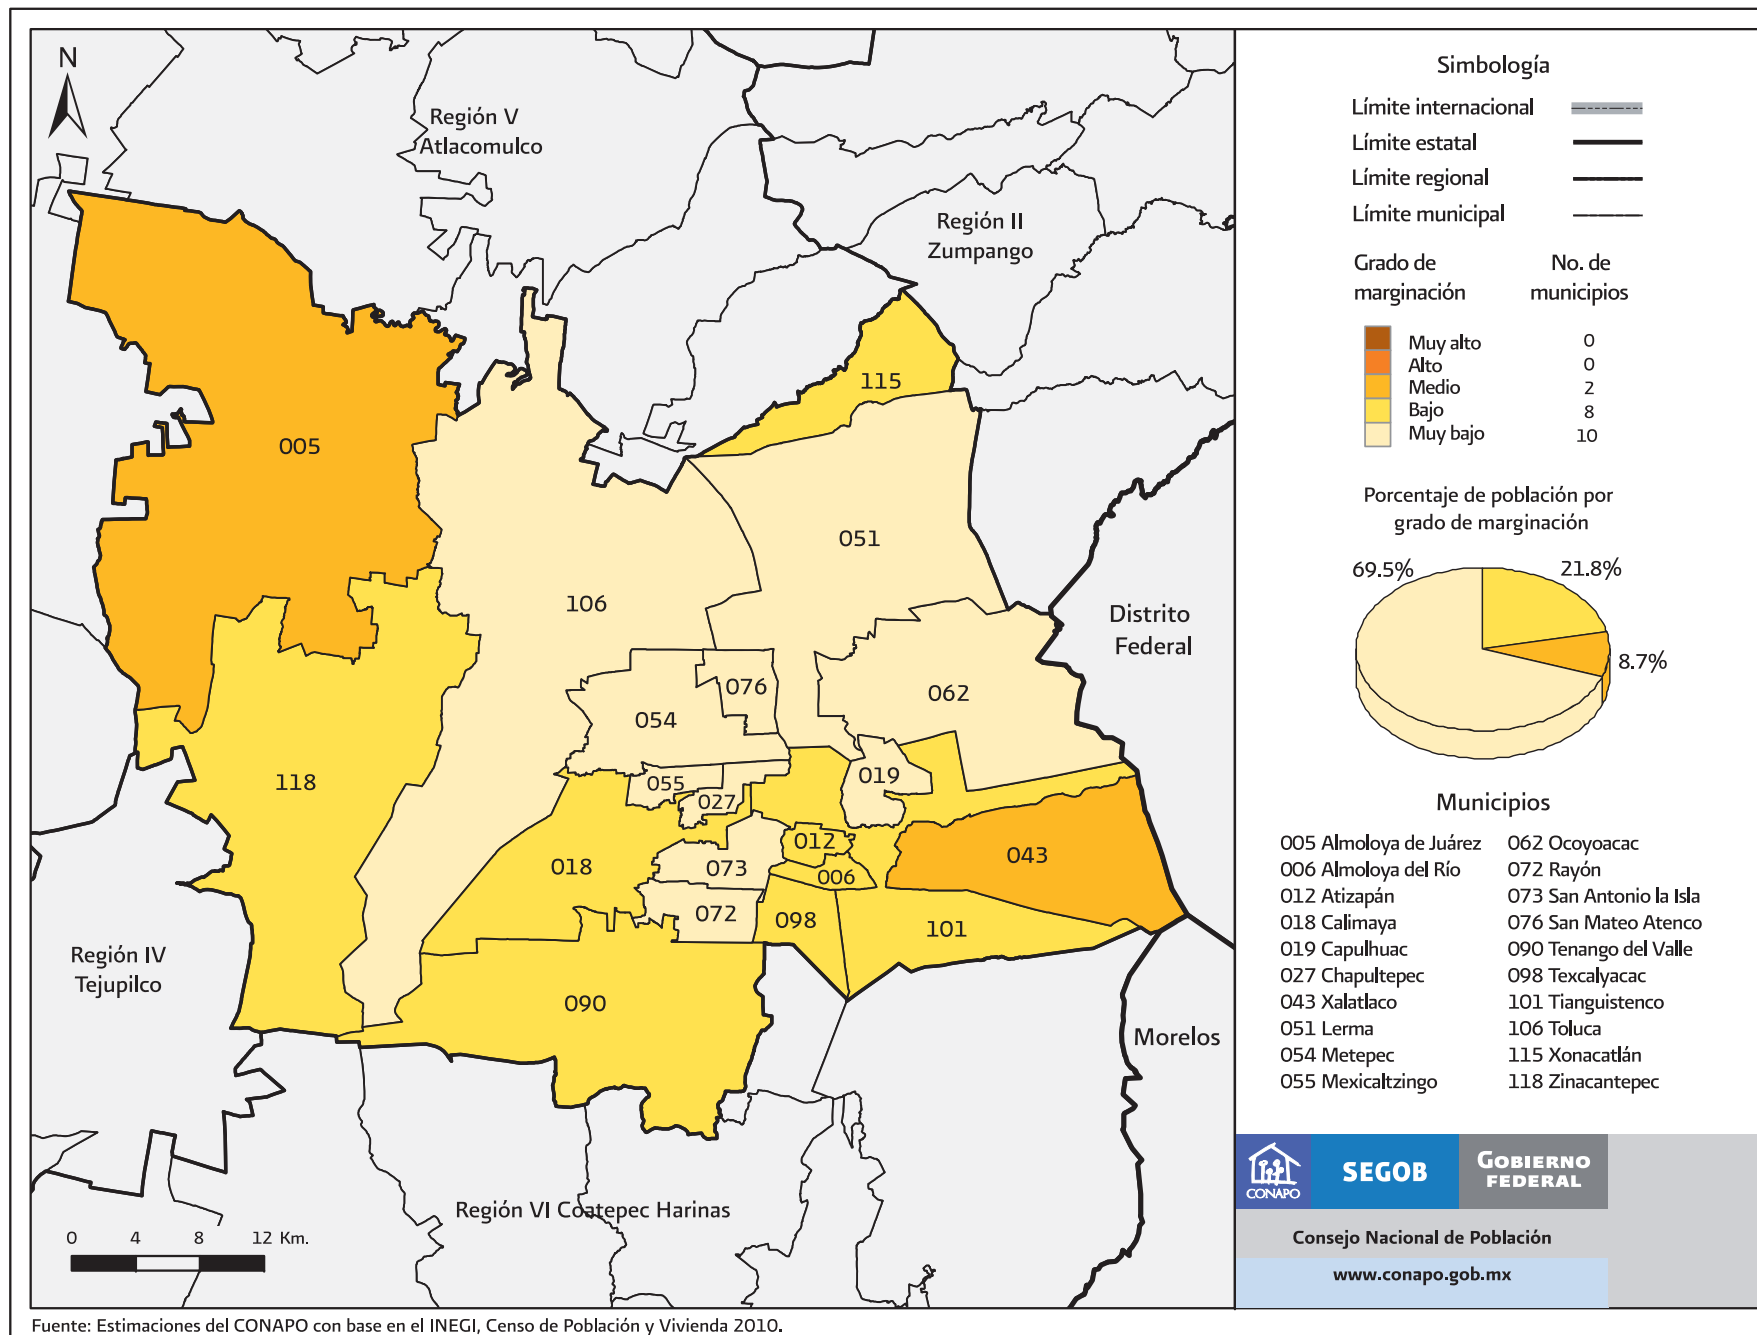 N
Región V
Atlacomulco
Región II
Zumpango
115
005
051
106
Distrito
Federal
076
062
054
118
055
019
027
012
018
073
006
043
072
098
101
Región IV
Tejupilco
090
Morelos
Región VI Coatepec Harinas
0 4 8 12 Km.
Simbología
Límite internacional
Límite estatal
Límite regional
Límite municipal
Grado de marginación
No. de municipios
Muy alto 0
Alto 0
Medio 2
Bajo 8
Muy bajo 10
Porcentaje de población por
grado de marginación
69.5%
21.8%
8.7%
Municipios
005 Almoloya de Juárez 062 Ocoyoacac
006 Almoloya del Río 072 Rayón
012 Atizapán 073 San Antonio la Isla
018 Calimaya 076 San Mateo Atenco
019 Capulhuac 090 Tenango del Valle
027 Chapultepec 098 Texcalyacac
043 Xalatlaco 101 Tianguistenco
051 Lerma 106 Toluca
054 Metepec 115 Xonacatlán
055 Mexicaltzingo 118 Zinacantepec
CONAPO
SEGOB
GOBIERNO
FEDERAL
Consejo Nacional de Población
www.conapo.gob.mx
Fuente: Estimaciones del CONAPO con base en el INEGI, Censo de Población y Vivienda 2010.